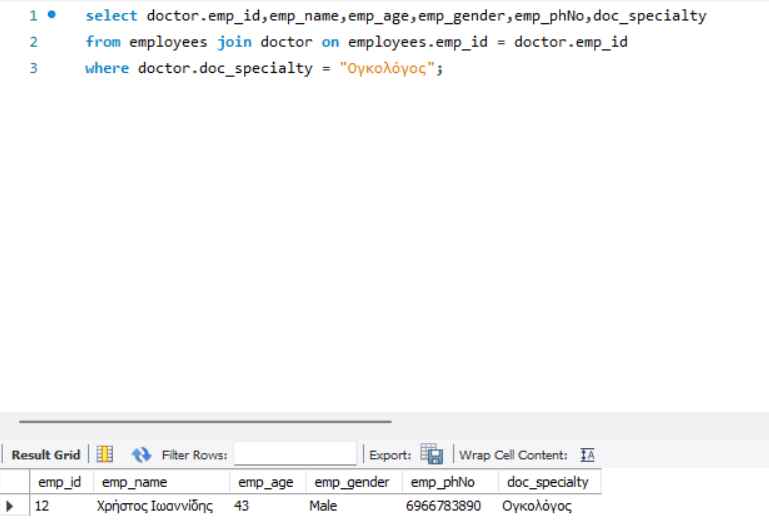 1 select doctor.emp_id,emp_name,emp_age,emp_gender,emp_phNo,doc_specialty
2 from employees join doctor on employees.emp_id = doctor.emp_id
3 where doctor.doc_specialty = "Ογκολόγος";
Result Grid Filter Rows: Export: Wrap Cell Content: IA
emp_id emp_name emp_age emp_gender emp_phNo doc_specialty
12 Χρήστος Ιωαννίδης 43 Male 6966783890 Ογκολόγος